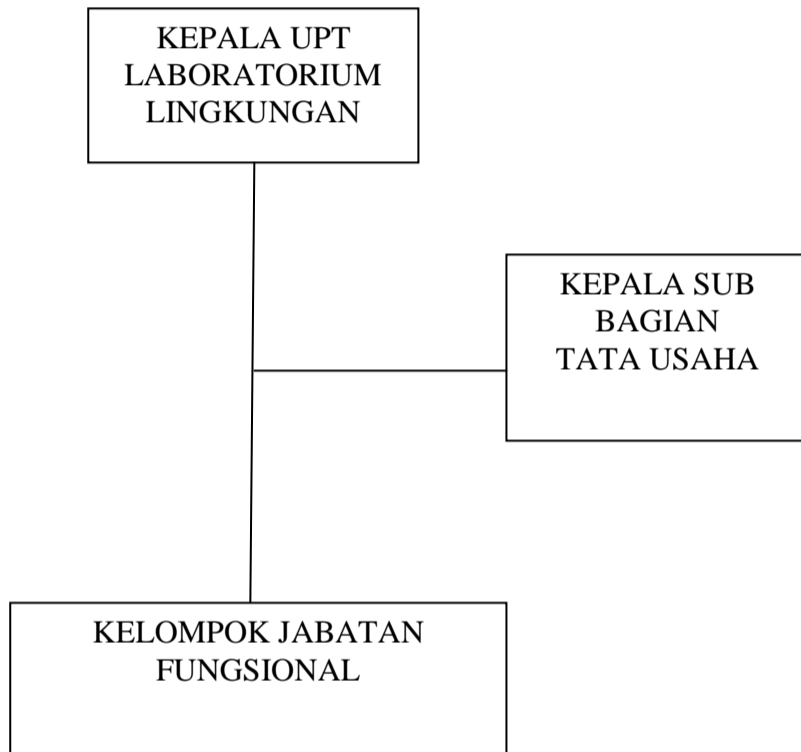 KEPALA UPT
LABORATORIUM
LINGKUNGAN
KEPALA SUB
BAGIAN
TATA USAHA
KELOMPOK JABATAN
FUNGSIONAL